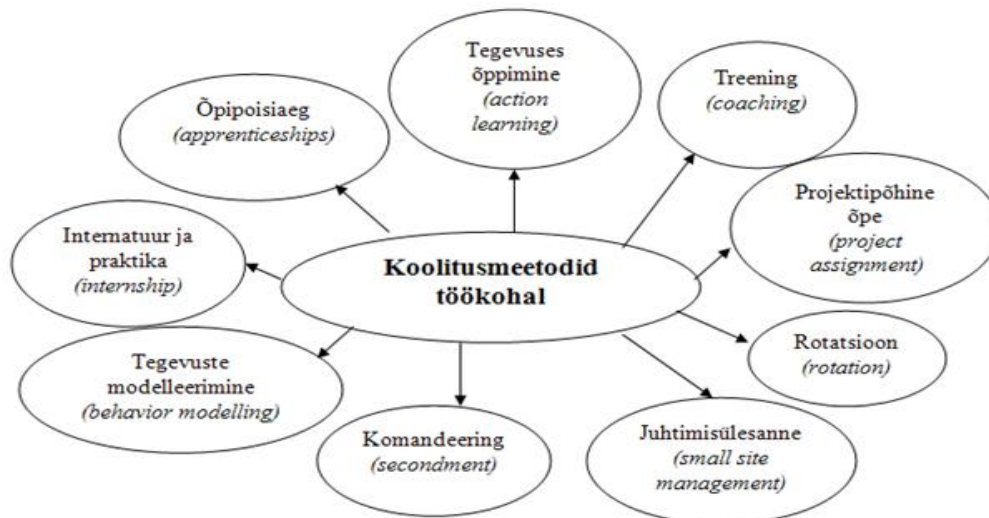 Tegevuses
õppimine
(action
learning)
Treening
(coaching)
Õpipoisiaeg
(apprenticeships)
Projektipõhine
õpe
(project
assignment)
Internatuur ja
praktika
(internship)
Koolitusmeetodid
töökohal
Rotatsioon
(rotation)
Tegevuste
modelleerimine
(behavior modelling)
Komandeering
(secondment)
Juhtimisülesanne
(small site
management)